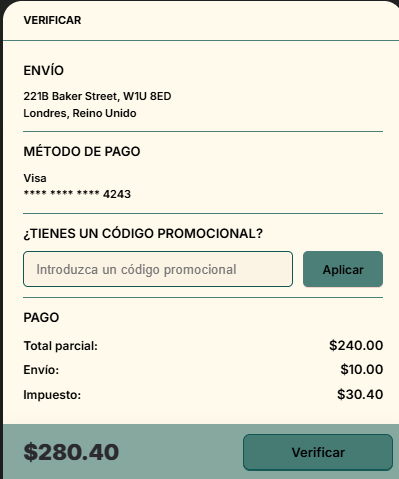 VERIFICAR
ENVÍO
221B Baker Street, W1U 8ED
Londres, Reino Unido
MÉTODO DE PAGO
Visa
**** **** **** 4243
¿TIENES UN CÓDIGO PROMOCIONAL?
Introduzca un código promocional
Aplicar
PAGO
Total parcial: $240.00
Envío: $10.00
Impuesto: $30.40
$280.40 Verificar